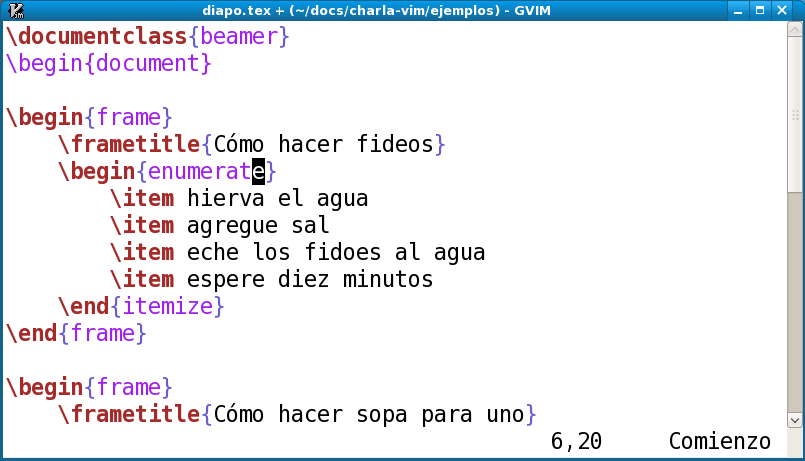 diapo.tex + (~/docs/charla-vim/ejemplos) - GVIM
\documentclass{beamer}
\begin{document}
\begin{frame}
\frametitle{Cómo hacer fideos}
\begin{enumerate}
\item hierva el agua
\item agregue sal
\item eche los fidoes al agua
\item espere diez minutos
\end{itemize}
\end{frame}
\begin{frame}
\frametitle{Cómo hacer sopa para uno}
6,20 Comienzo